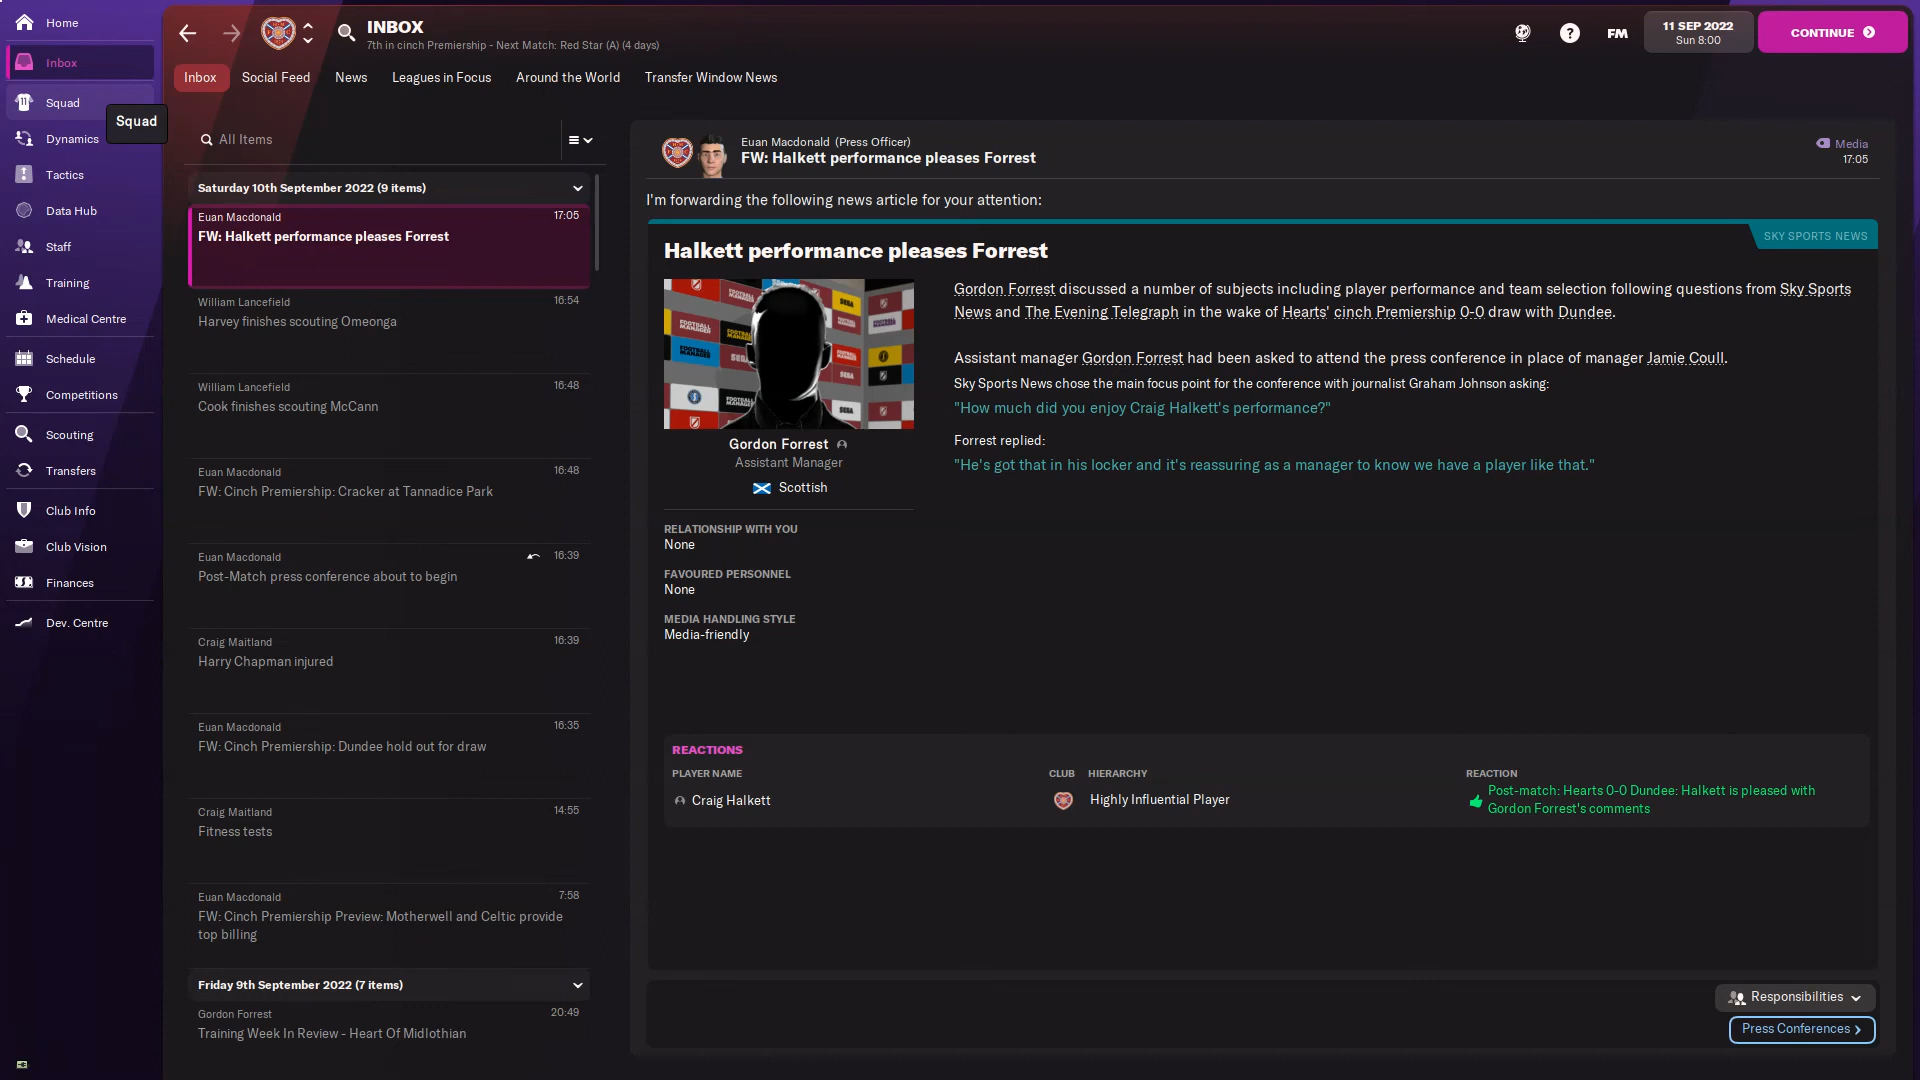 Home
Inbox
Squad
Squad
Dynamics
Tactics
Data Hub
Staff
Training
Medical Centre
Schedule
Competitions
Scouting
Transfers
Club Info
Club Vision
Finances
Dev. Centre
INBOX
7th in cinch Premiership - Next Match: Red Star (A) (4 days)
?
FM
11 SEP 2022
Sun 8:00
CONTINUE
Inbox
Social Feed
News
Leagues in Focus
Around the World
Transfer Window News
All Items
Saturday 10th September 2022 (9 items)
Euan Macdonald 17:05
FW: Halkett performance pleases Forrest
William Lancefield 16:54
Harvey finishes scouting Omeonga
William Lancefield 16:48
Cook finishes scouting McCann
Euan Macdonald 16:48
FW: Cinch Premiership: Cracker at Tannadice Park
Euan Macdonald 16:39
Post-Match press conference about to begin
Craig Maitland 16:39
Harry Chapman injured
Euan Macdonald 16:35
FW: Cinch Premiership: Dundee hold out for draw
Craig Maitland 14:55
Fitness tests
Euan Macdonald 7:58
FW: Cinch Premiership Preview: Motherwell and Celtic provide
top billing
Friday 9th September 2022 (7 items)
Gordon Forrest 20:49
Training Week In Review - Heart Of Midlothian
Euan Macdonald (Press Officer)
FW: Halkett performance pleases Forrest
Media
17:05
I'm forwarding the following news article for your attention:
SKY SPORTS NEWS
Halkett performance pleases Forrest
Gordon Forrest discussed a number of subjects including player performance and team selection following questions from Sky Sports
News and The Evening Telegraph in the wake of Hearts' cinch Premiership 0-0 draw with Dundee.
Assistant manager Gordon Forrest had been asked to attend the press conference in place of manager Jamie Coull.
Sky Sports News chose the main focus point for the conference with journalist Graham Johnson asking:
"How much did you enjoy Craig Halkett's performance?"
Forrest replied:
"He's got that in his locker and it's reassuring as a manager to know we have a player like that."
Gordon Forrest
Assistant Manager
Scottish
RELATIONSHIP WITH YOU
None
FAVOURED PERSONNEL
None
MEDIA HANDLING STYLE
Media-friendly
REACTIONS
PLAYER NAME CLUB HIERARCHY REACTION
Craig Halkett Highly Influential Player
Post-match: Hearts 0-0 Dundee: Halkett is pleased with
Gordon Forrest's comments
Responsibilities
Press Conferences